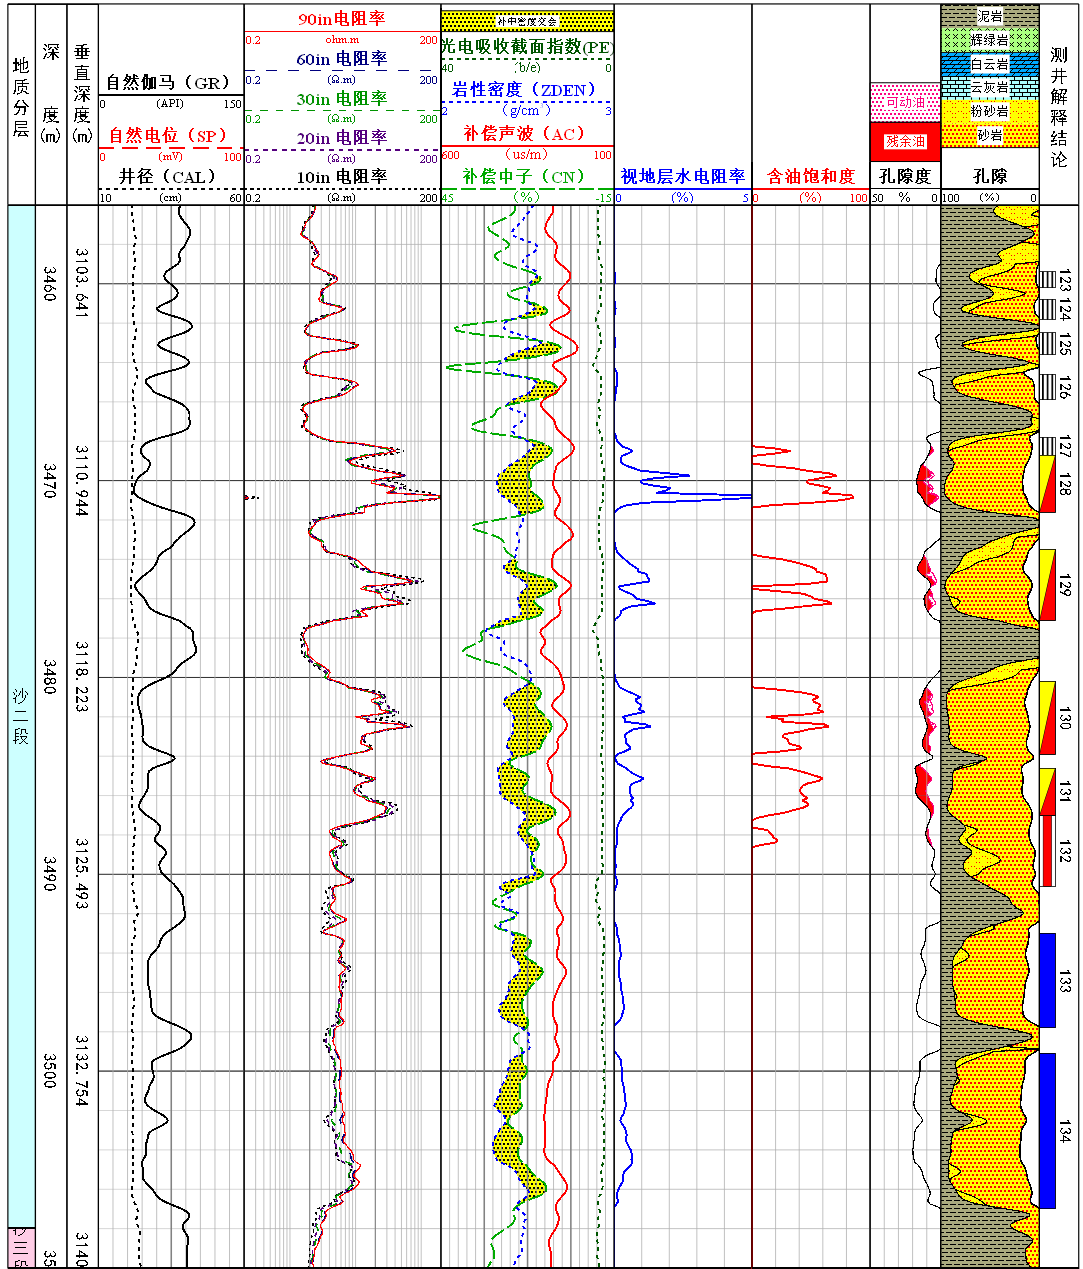 地质分层
深度(m)
垂直深度(m)
自然伽马（GR）
0 (API) 150
自然电位（SP）
0 (mV) 100
井径（CAL）
10 (cm) 60
90in电阻率
0.2 ohm.m 200
60in 电阻率
0.2 (Ω.m) 200
30in 电阻率
0.2 (Ω.m) 200
20in 电阻率
0.2 (Ω.m) 200
10in 电阻率
0.2 (Ω.m) 200
补中密度交会
光电吸收截面指数(PE
40 (b/e) 0
岩性密度（ZDEN）
2 (g/cm³) 3
补偿声波（AC）
600 (us/m) 100
补偿中子（CN）
45 (%) -15
视地层水电阻率
0 (%) 5
含油饱和度
0 (%) 100
可动油
残余油
孔隙度
50 % 0
泥岩
辉绿岩
白云岩
云灰岩
粉砂岩
砂岩
孔隙
100 (%) 0
测井解释结论
沙二段
沙三段
3460
3470
3480
3490
3500
35
3103.641
3110.944
3118.223
3125.493
3132.754
3140
123
124
125
126
127
128
129
130
131
132
133
134